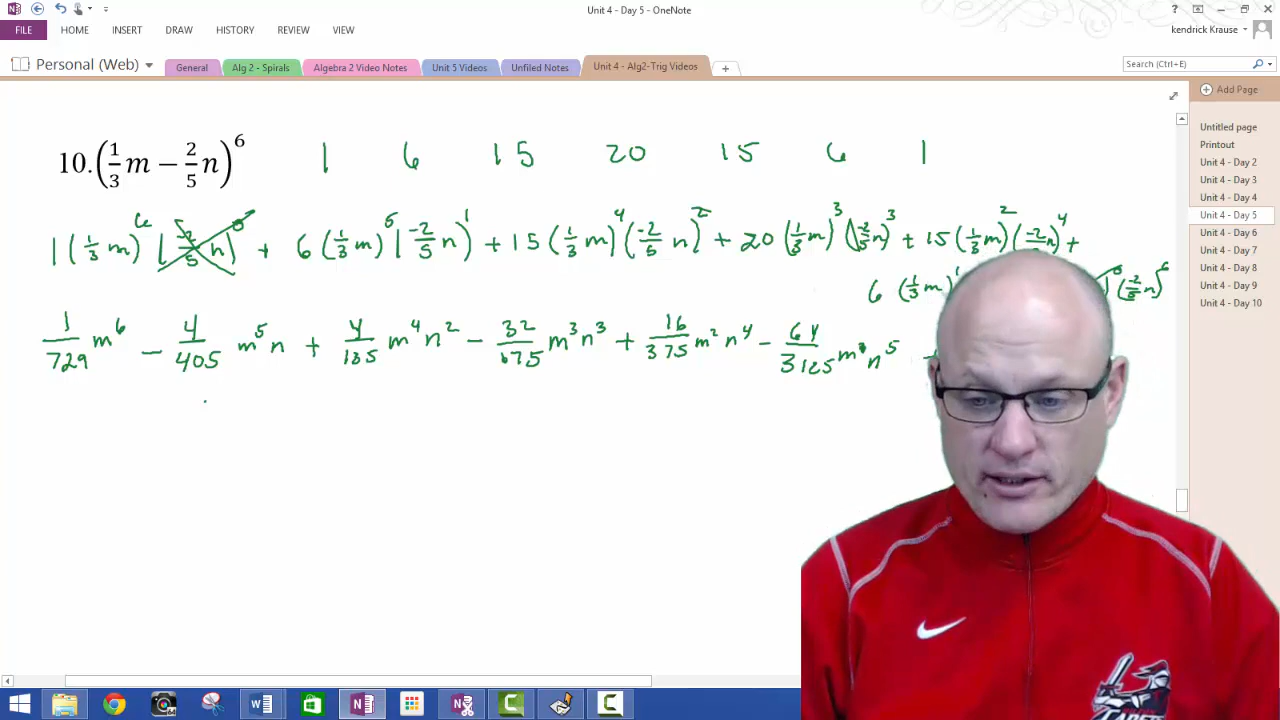 Unit 4 - Day 5 - OneNote
FILE HOME INSERT DRAW HISTORY REVIEW VIEW
kendrick Krause
Personal (Web) General Alg 2 - Spirals Algebra 2 Video Notes Unit 5 Videos Unfiled Notes Unit 4 - Alg2-Trig Videos
Search (Ctrl+E)
Add Page
Untitled page
Printout
Unit 4 - Day 2
Unit 4 - Day 3
Unit 4 - Day 4
Unit 4 - Day 5
Unit 4 - Day 6
Unit 4 - Day 7
Unit 4 - Day 8
Unit 4 - Day 9
Unit 4 - Day 10
10. (1/3 m − 2/5 n)^6 1 6 15 20 15 6 1
1 (1/3 m)^6 (-2/5 n)^0 + 6 (1/3 m)^5 (-2/5 n)^1 + 15 (1/3 m)^4 (-2/5 n)^2 + 20 (1/3 m)^3 (-2/5 n)^3 + 15 (1/3 m)^2 (-2/5 n)^4 +
6 (1/3 m)^1 (-2/5 n)^6
1/729 m^6 − 4/405 m^5 n + 4/135 m^4 n^2 − 32/675 m^3 n^3 + 16/375 m^2 n^4 − 64/3125 m n^5
64